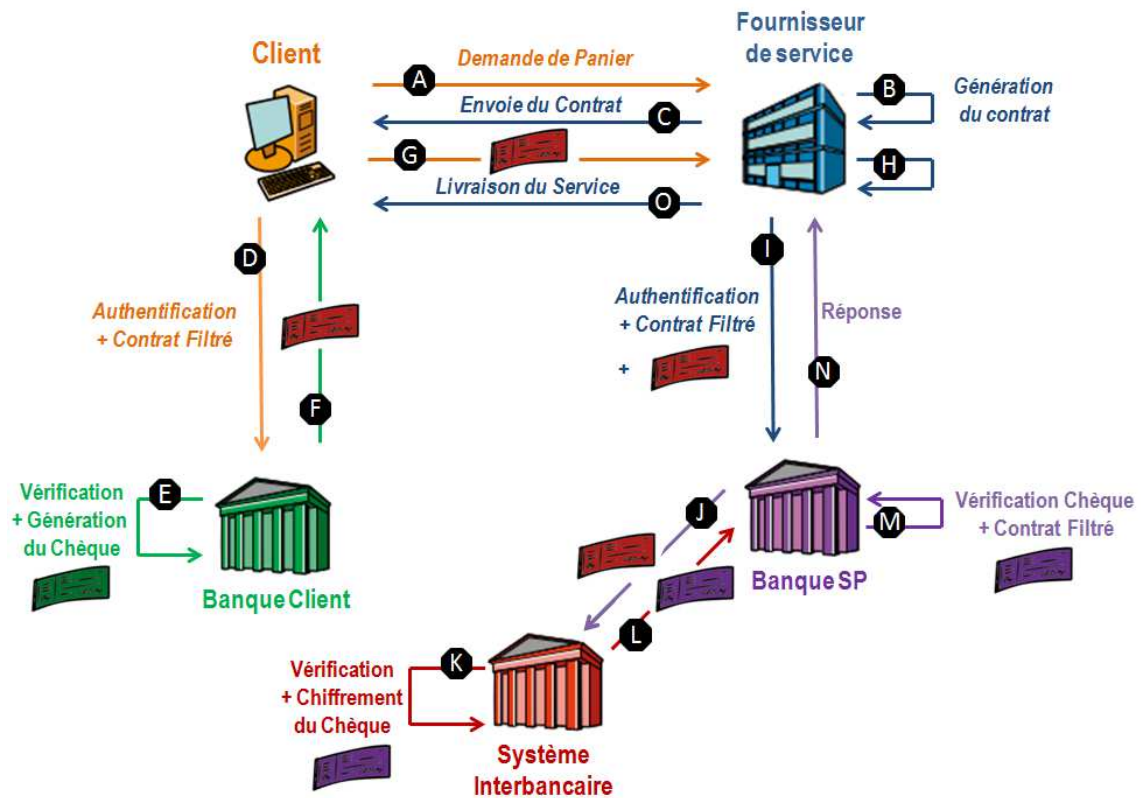 Fournisseur
de service
Client
Demande de Panier
A
B
Génération
du contrat
Envoie du Contrat
C
G
H
Livraison du Service
O
D
I
Authentification
+ Contrat Filtré
Authentification
+ Contrat Filtré
+
Réponse
N
F
Vérification
+ Génération
du Chèque
E
Banque Client
J
M
Vérification Chèque
+ Contrat Filtré
Banque SP
L
K
Vérification
+ Chiffrement
du Chèque
Système
Interbancaire